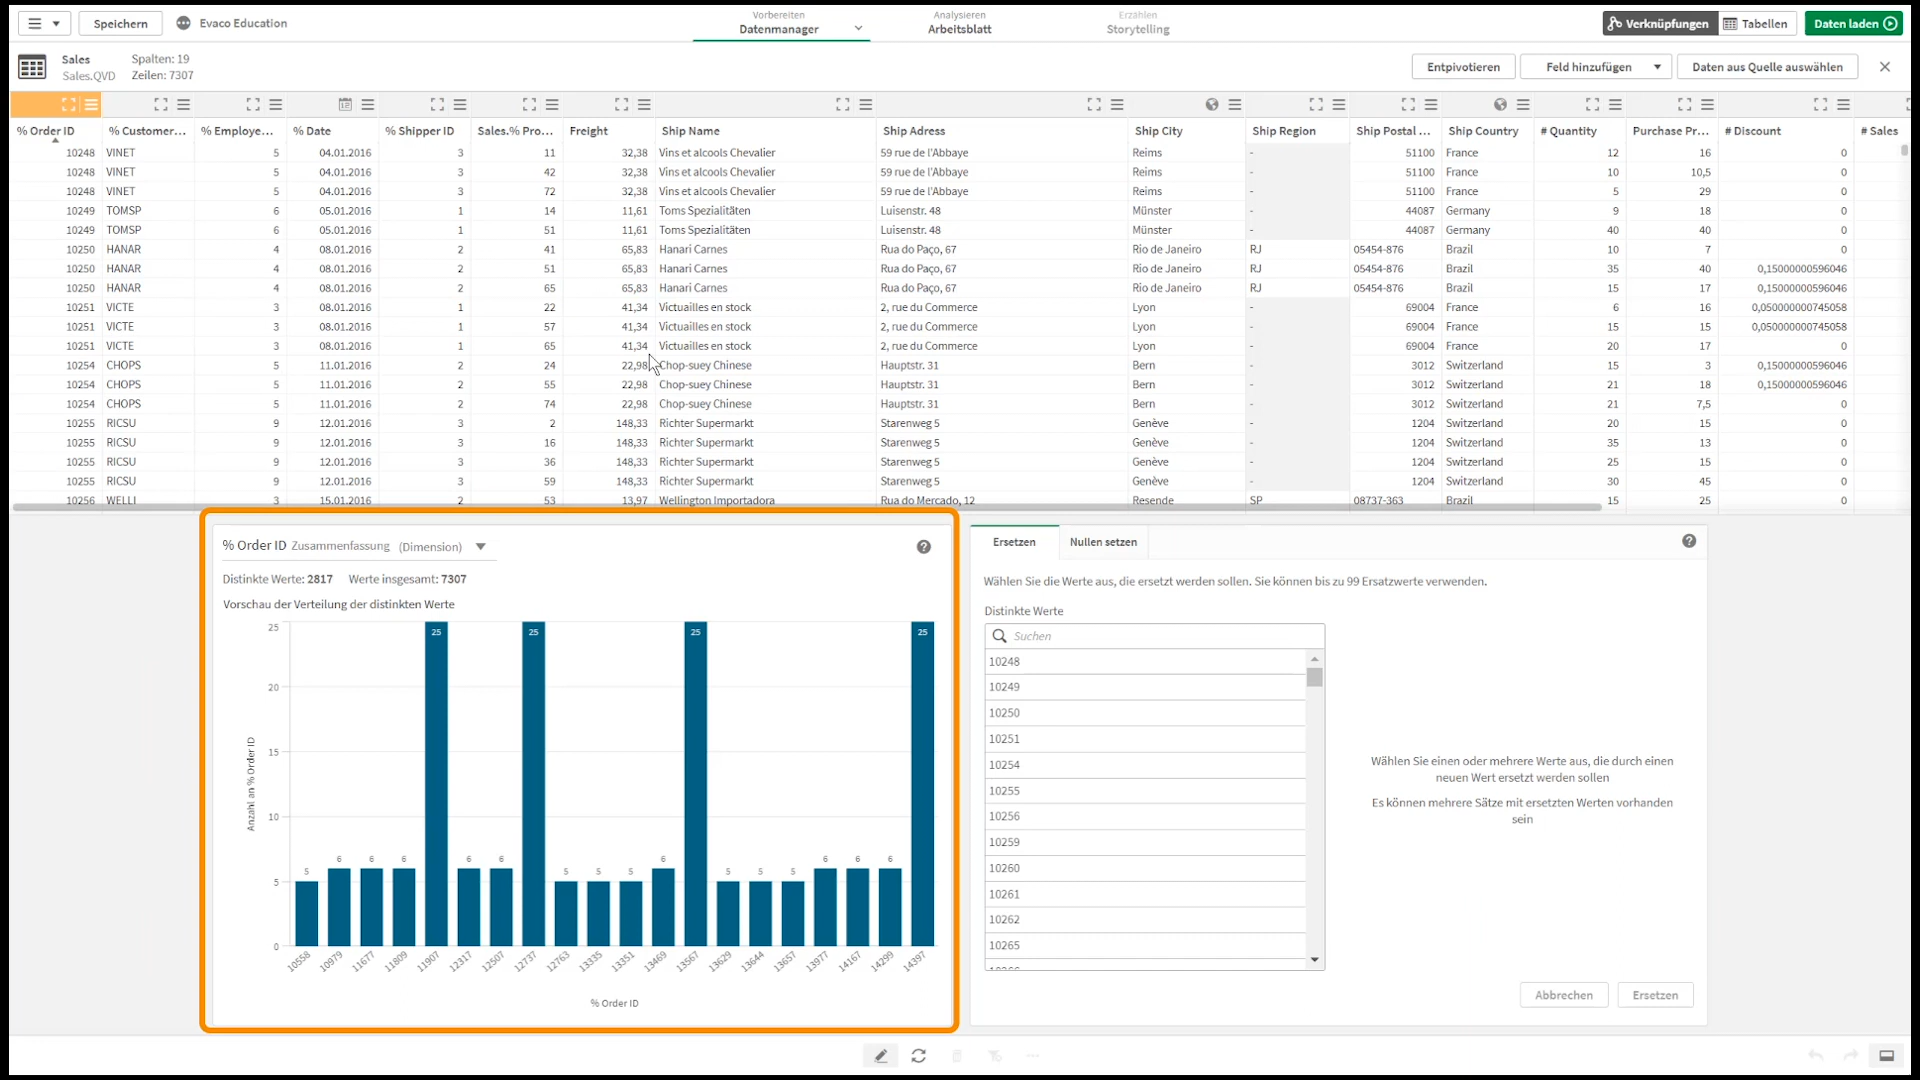 Speichern
Evaco Education
Vorbereiten
Datenmanager
Analysieren
Arbeitsblatt
Erzählen
Storytelling
Verknüpfungen
Tabellen
Daten laden
Sales
Sales.QVD
Spalten: 19
Zeilen: 7307
Entpivotieren
Feld hinzufügen
Daten aus Quelle auswählen
% Order ID % Customer... % Employe... % Date % Shipper ID Sales.% Pro... Freight Ship Name Ship Adress Ship City Ship Region Ship Postal ... Ship Country # Quantity Purchase Pr... # Discount # Sales
10248 VINET 5 04.01.2016 3 11 32,38 Vins et alcools Chevalier 59 rue de l'Abbaye Reims - 51100 France 12 16 0
10248 VINET 5 04.01.2016 3 42 32,38 Vins et alcools Chevalier 59 rue de l'Abbaye Reims - 51100 France 10 10,5 0
10248 VINET 5 04.01.2016 3 72 32,38 Vins et alcools Chevalier 59 rue de l'Abbaye Reims - 51100 France 5 29 0
10249 TOMSP 6 05.01.2016 1 14 11,61 Toms Spezialitäten Luisenstr. 48 Münster - 44087 Germany 9 18 0
10249 TOMSP 6 05.01.2016 1 51 11,61 Toms Spezialitäten Luisenstr. 48 Münster - 44087 Germany 40 40 0
10250 HANAR 4 08.01.2016 2 41 65,83 Hanari Carnes Rua do Paço, 67 Rio de Janeiro RJ 05454-876 Brazil 10 7 0
10250 HANAR 4 08.01.2016 2 51 65,83 Hanari Carnes Rua do Paço, 67 Rio de Janeiro RJ 05454-876 Brazil 35 40 0,15000000596046
10250 HANAR 4 08.01.2016 2 65 65,83 Hanari Carnes Rua do Paço, 67 Rio de Janeiro RJ 05454-876 Brazil 15 17 0,15000000596046
10251 VICTE 3 08.01.2016 1 22 41,34 Victuailles en stock 2, rue du Commerce Lyon - 69004 France 6 16 0,050000000745058
10251 VICTE 3 08.01.2016 1 57 41,34 Victuailles en stock 2, rue du Commerce Lyon - 69004 France 15 15 0,050000000745058
10251 VICTE 3 08.01.2016 1 65 41,34 Victuailles en stock 2, rue du Commerce Lyon - 69004 France 20 17 0
10254 CHOPS 5 11.01.2016 2 24 22,98 Chop-suey Chinese Hauptstr. 31 Bern - 3012 Switzerland 15 3 0,15000000596046
10254 CHOPS 5 11.01.2016 2 55 22,98 Chop-suey Chinese Hauptstr. 31 Bern - 3012 Switzerland 21 18 0,15000000596046
10254 CHOPS 5 11.01.2016 2 74 22,98 Chop-suey Chinese Hauptstr. 31 Bern - 3012 Switzerland 21 7,5 0
10255 RICSU 9 12.01.2016 3 2 148,33 Richter Supermarkt Starenweg 5 Genève - 1204 Switzerland 20 15 0
10255 RICSU 9 12.01.2016 3 16 148,33 Richter Supermarkt Starenweg 5 Genève - 1204 Switzerland 35 13 0
10255 RICSU 9 12.01.2016 3 36 148,33 Richter Supermarkt Starenweg 5 Genève - 1204 Switzerland 25 15 0
10255 RICSU 9 12.01.2016 3 59 148,33 Richter Supermarkt Starenweg 5 Genève - 1204 Switzerland 30 45 0
10256 WELLI 3 15.01.2016 2 53 13,97 Wellington Importadora Rua do Mercado, 12 Resende SP 08737-363 Brazil 15 25 0
% Order ID Zusammenfassung (Dimension)
Distinkte Werte: 2817 Werte insgesamt: 7307
Vorschau der Verteilung der distinkten Werte
Anzahl an % Order ID
25
20
15
10
5
0
5 6 6 6 25 6 6 25 5 5 5 6 25 5 5 5 6 6 6 25
10558 10979 11677 11809 11907 12317 12507 12737 12763 13335 13351 13469 13567 13629 13644 13657 13977 14167 14299 14397
% Order ID
Ersetzen
Nullen setzen
Wählen Sie die Werte aus, die ersetzt werden sollen. Sie können bis zu 99 Ersatzwerte verwenden.
Distinkte Werte
Suchen
10248
10249
10250
10251
10254
10255
10256
10259
10260
10261
10262
10265
Wählen Sie einen oder mehrere Werte aus, die durch einen
neuen Wert ersetzt werden sollen
Es können mehrere Sätze mit ersetzten Werten vorhanden
sein
Abbrechen
Ersetzen